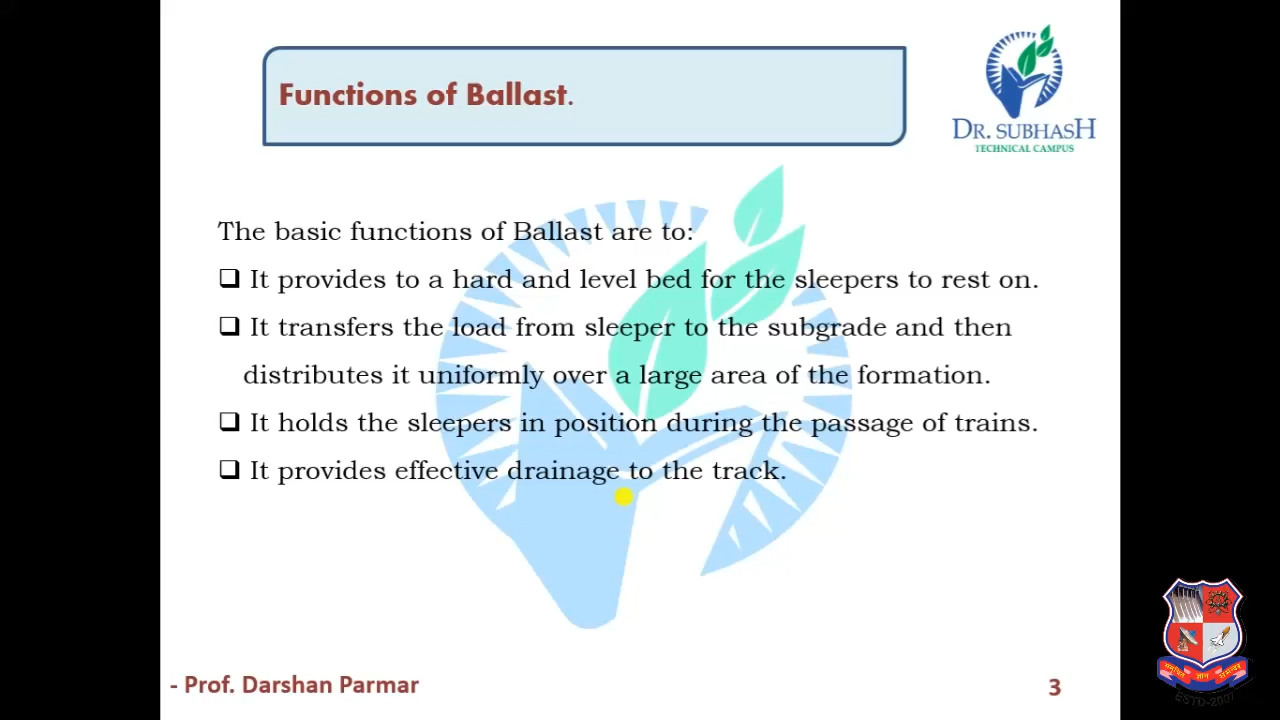 Functions of Ballast.
DR. SUBHASH
TECHNICAL CAMPUS
The basic functions of Ballast are to:
❑ It provides to a hard and level bed for the sleepers to rest on.
❑ It transfers the load from sleeper to the subgrade and then
distributes it uniformly over a large area of the formation.
❑ It holds the sleepers in position during the passage of trains.
❑ It provides effective drainage to the track.
- Prof. Darshan Parmar
3
ESTD-2007